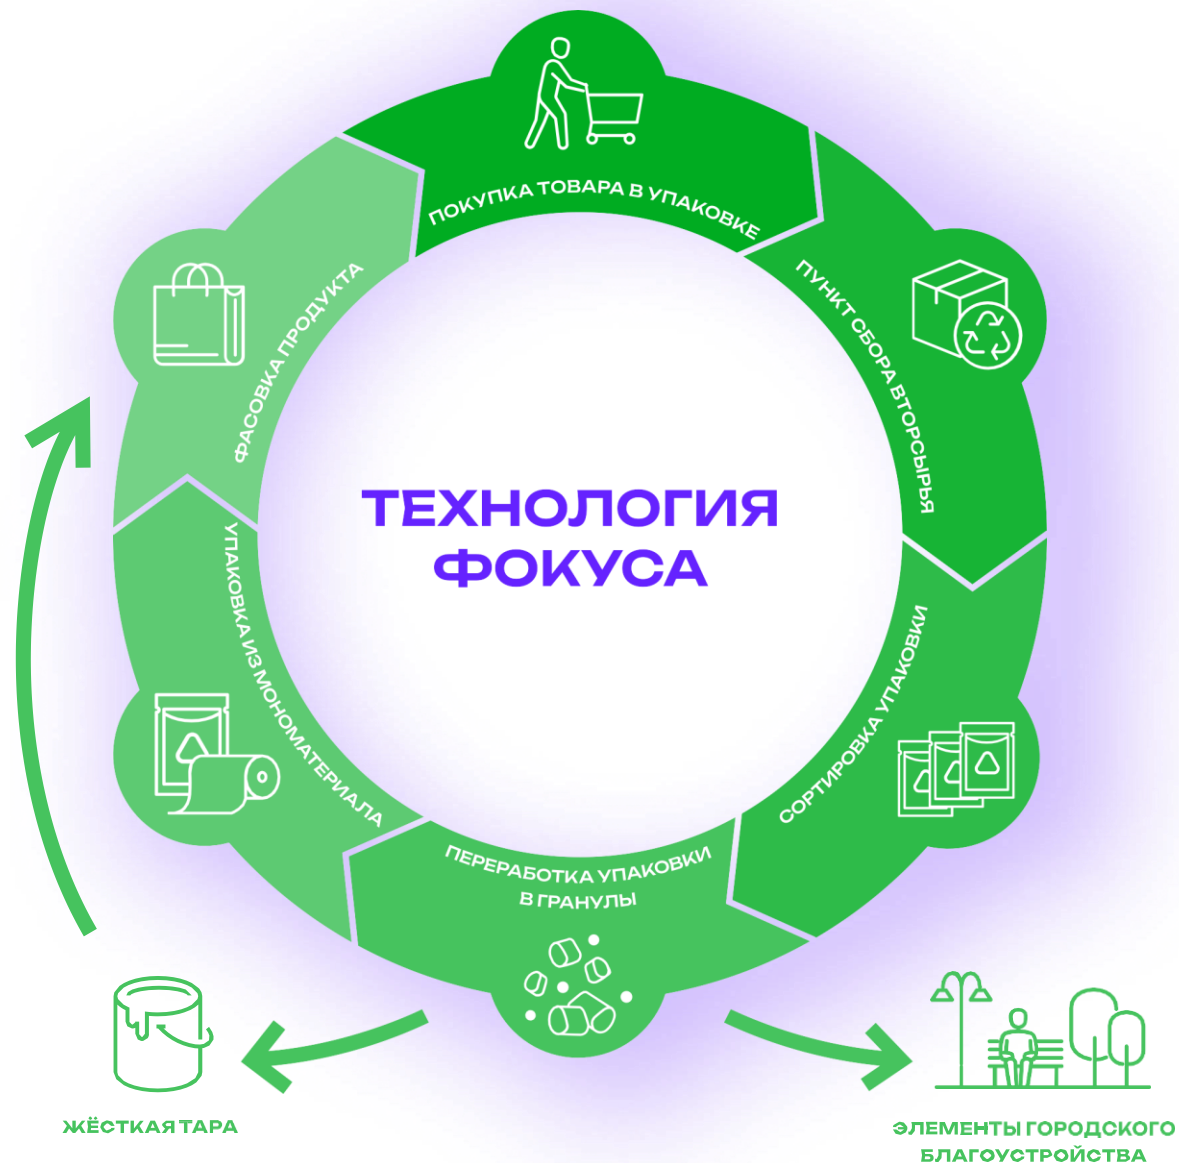 ПОКУПКА ТОВАРА В УПАКОВКЕ
ПУНКТ СБОРА ВТОРСЫРЬЯ
СОРТИРОВКА УПАКОВКИ
ПЕРЕРАБОТКА УПАКОВКИ
В ГРАНУЛЫ
УПАКОВКА ИЗ МОНОМАТЕРИАЛА
ФАСОВКА ПРОДУКТА
ТЕХНОЛОГИЯ
ФОКУСА
ЖЁСТКАЯ ТАРА
ЭЛЕМЕНТЫ ГОРОДСКОГО
БЛАГОУСТРОЙСТВА